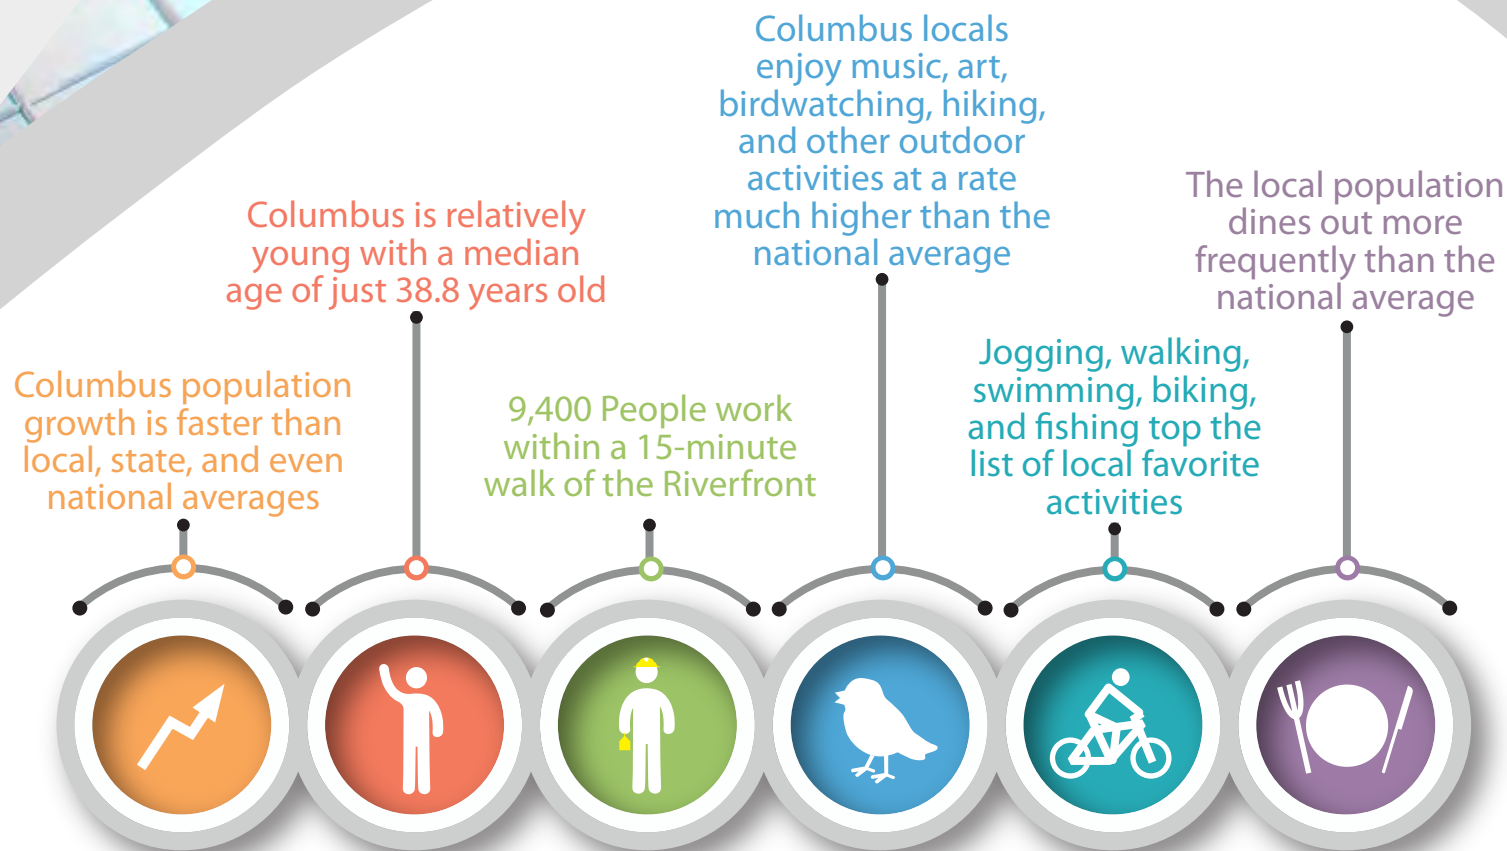 Columbus population
growth is faster than
local, state, and even
national averages
Columbus is relatively
young with a median
age of just 38.8 years old
9,400 People work
within a 15-minute
walk of the Riverfront
Columbus locals
enjoy music, art,
birdwatching, hiking,
and other outdoor
activities at a rate
much higher than the
national average
Jogging, walking,
swimming, biking,
and fishing top the
list of local favorite
activities
The local population
dines out more
frequently than the
national average